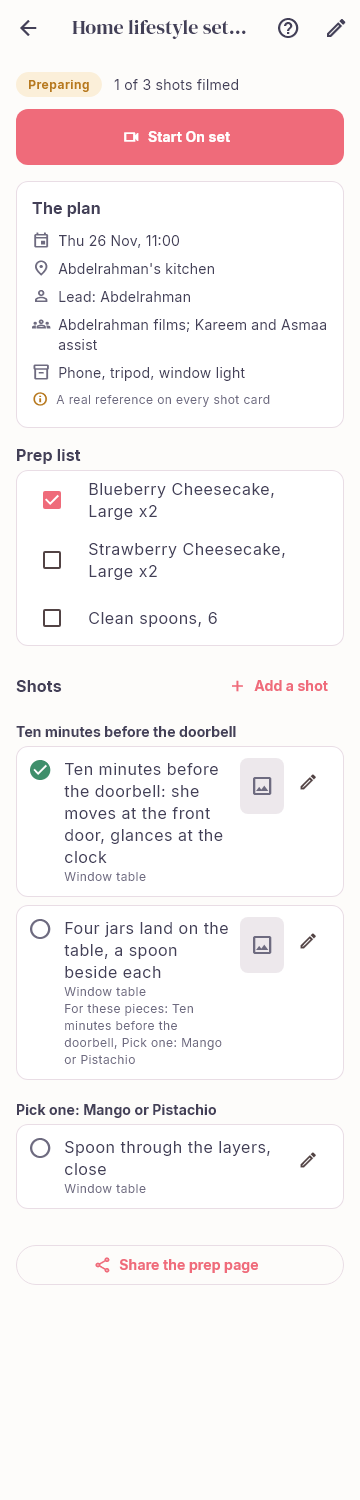 Home lifestyle set...
Preparing
1 of 3 shots filmed
Start On set
The plan
Thu 26 Nov, 11:00
Abdelrahman's kitchen
Lead: Abdelrahman
Abdelrahman films; Kareem and Asmaa
assist
Phone, tripod, window light
A real reference on every shot card
Prep list
Blueberry Cheesecake,
Large x2
Strawberry Cheesecake,
Large x2
Clean spoons, 6
Shots
Add a shot
Ten minutes before the doorbell
Ten minutes before
the doorbell: she
moves at the front
door, glances at the
clock
Window table
Four jars land on the
table, a spoon
beside each
Window table
For these pieces: Ten
minutes before the
doorbell, Pick one: Mango
or Pistachio
Pick one: Mango or Pistachio
Spoon through the layers,
close
Window table
Share the prep page